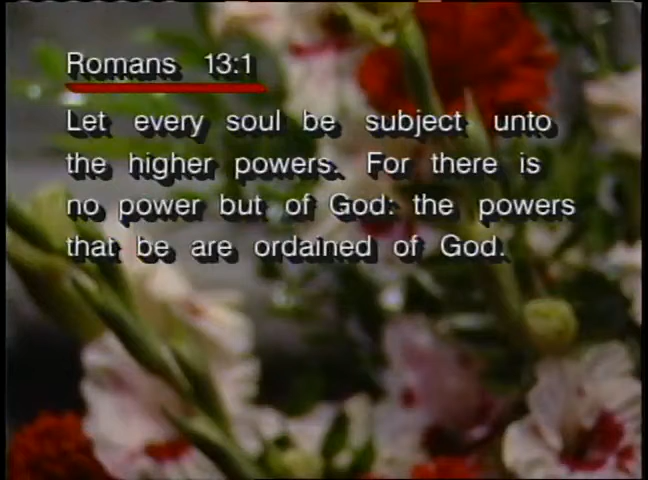 Romans 13:1
Let every soul be subject unto
the higher powers. For there is
no power but of God: the powers
that be are ordained of God.